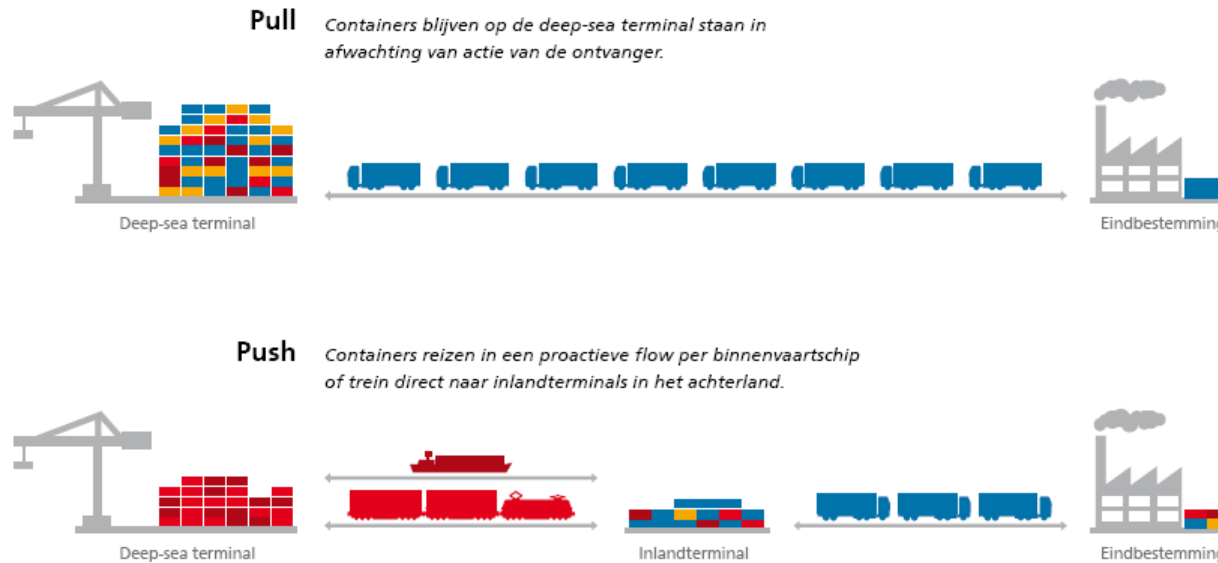 Pull
Containers blijven op de deep-sea terminal staan in
afwachting van actie van de ontvanger.
Deep-sea terminal
Eindbestemming
Push
Containers reizen in een proactieve flow per binnenvaartschip
of trein direct naar inlandterminals in het achterland.
Deep-sea terminal
Inlandterminal
Eindbestemming